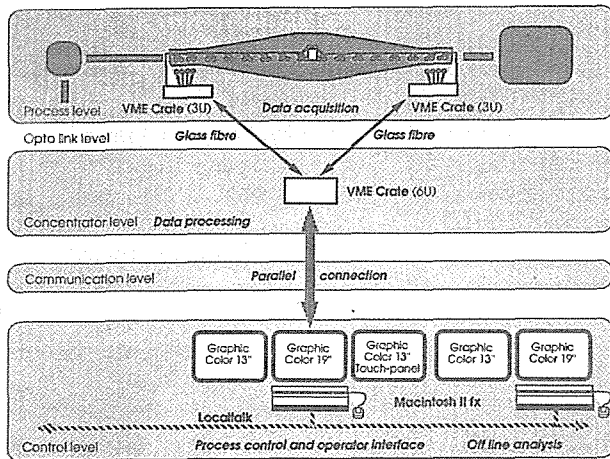 VME Crate (3U)
Data acquisition
VME Crate (3U)
Process level
Opto link level
Glass fibre
Glass fibre
VME Crate (6U)
Concentrator level
Data processing
Communication level
Parallel connection
Graphic
Color 13"
Graphic
Color 19"
Graphic
Color 13"
Touch-panel
Graphic
Color 13"
Graphic
Color 19"
Macintosh II fx
Localtalk
Control level
Process control and operator interface
Off line analysis